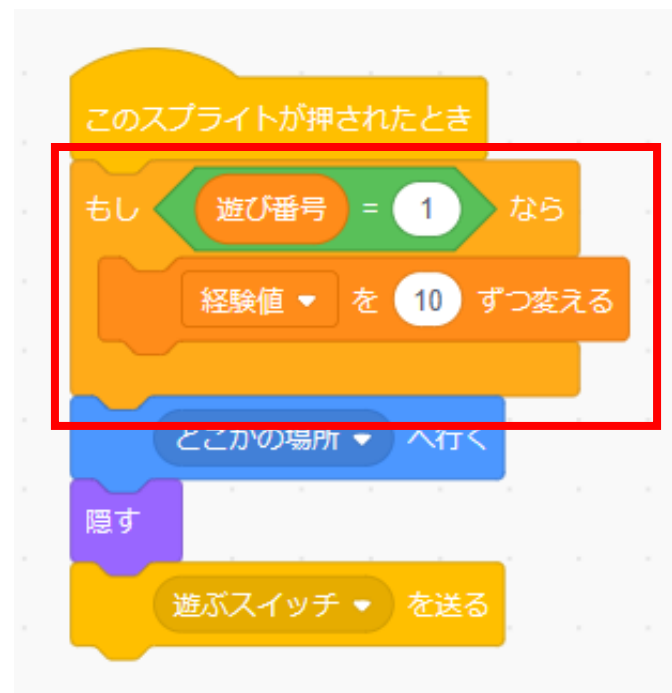 このスプライトが押されたとき
もし 遊び番号 = 1 なら
経験値 を 10 ずつ変える
どこかの場所 へ行く
隠す
遊ぶスイッチ を送る